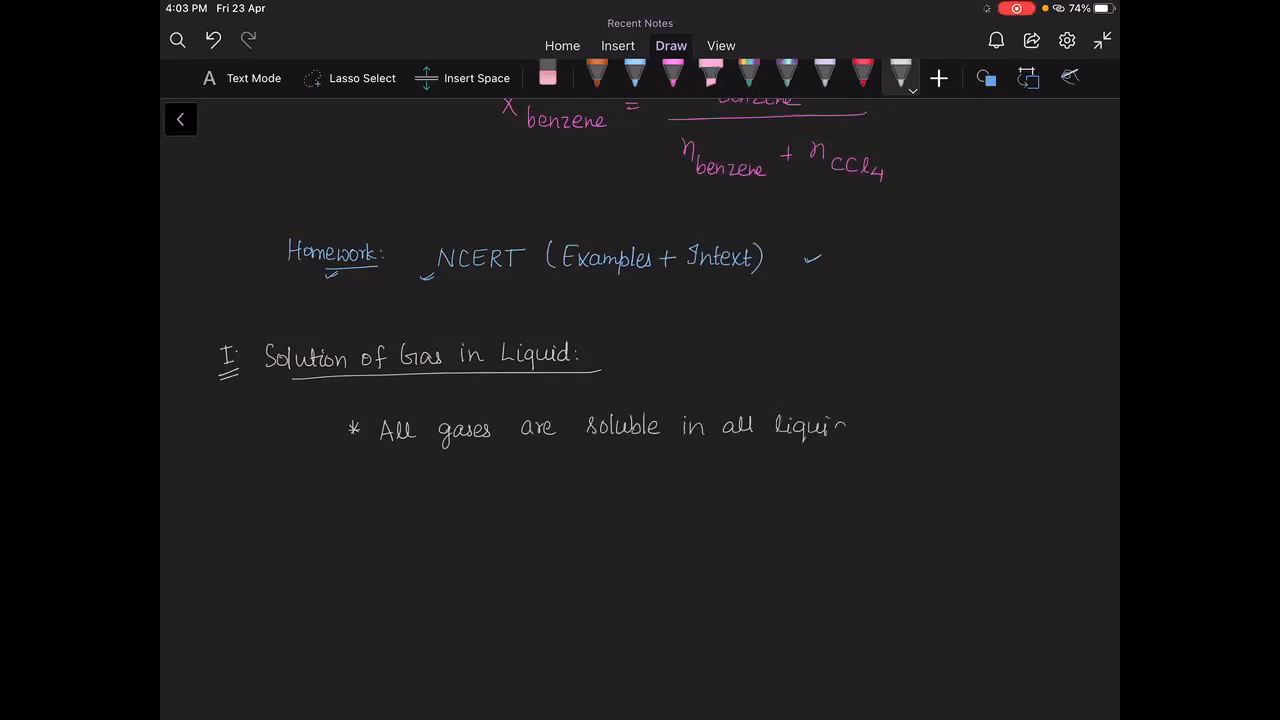 4:03 PM Fri 23 Apr
74%
Recent Notes
Home Insert Draw View
Text Mode Lasso Select Insert Space
x benzene = benzene
n benzene + n CCl4
Homework: NCERT (Examples + Intext)
I. Solution of Gas in Liquid:
* All gases are soluble in all